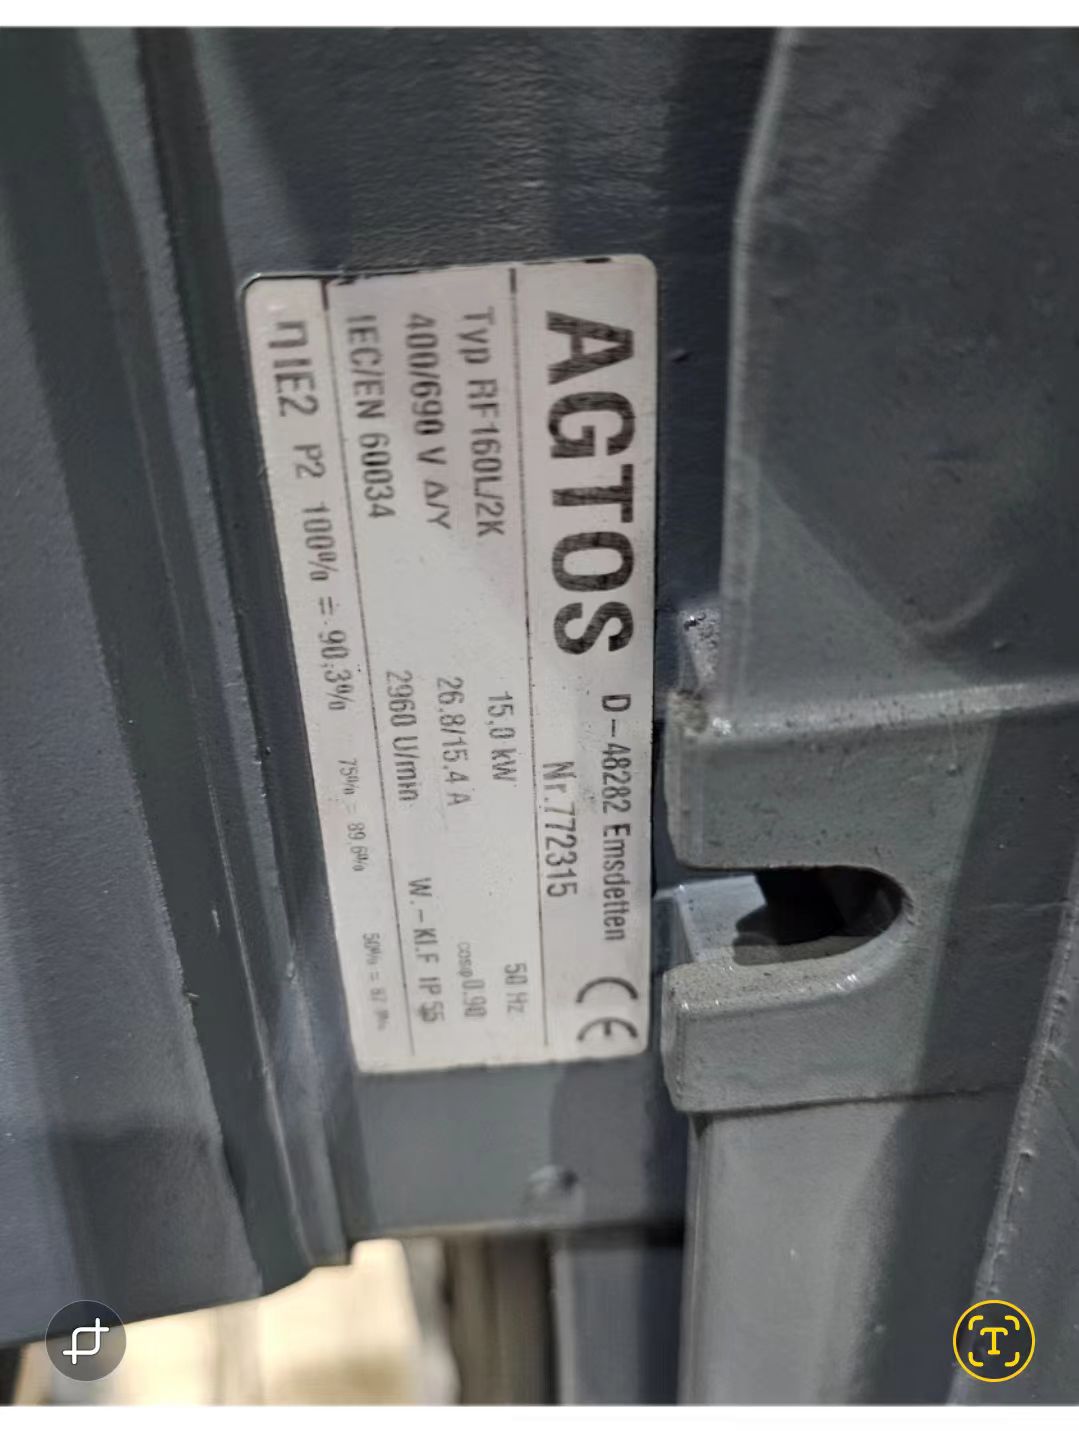 AGTOS D-48282 Emsdetten CE
Nr.772315
Typ RF160L/2K 15,0 kW 50 Hz
400/690 V Δ/Y 26.8/15.4 A cosφ 0.90
IEC/EN 60034 2960 U/min W.-Kl.F IP 55
η IE2 P2 100% = 90,3% 75% = 89,6% 50% =